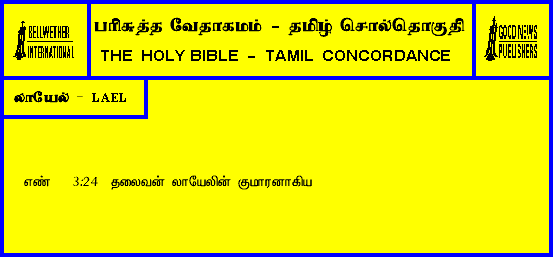 BELLWETHER
INTERNATIONAL
பரிசுத்த வேதாகமம் - தமிழ் சொல்தொகுதி
THE HOLY BIBLE - TAMIL CONCORDANCE
GOOD NEWS
PUBLISHERS
லாயேல் - LAEL
எண் 3:24 தலைவன் லாயேலின் குமாரனாகிய